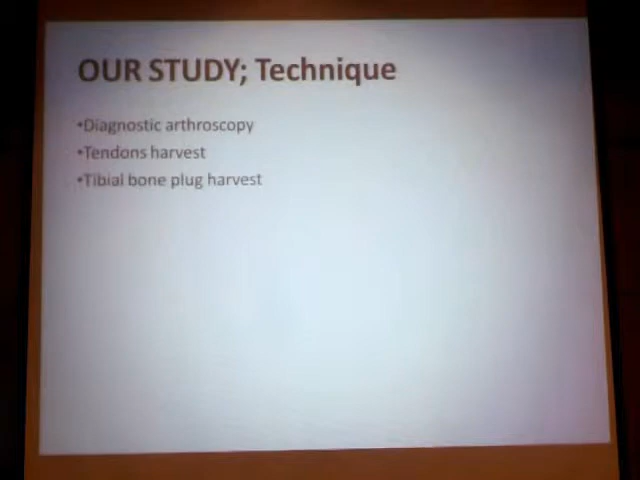 OUR STUDY; Technique
•Diagnostic arthroscopy
•Tendons harvest
•Tibial bone plug harvest